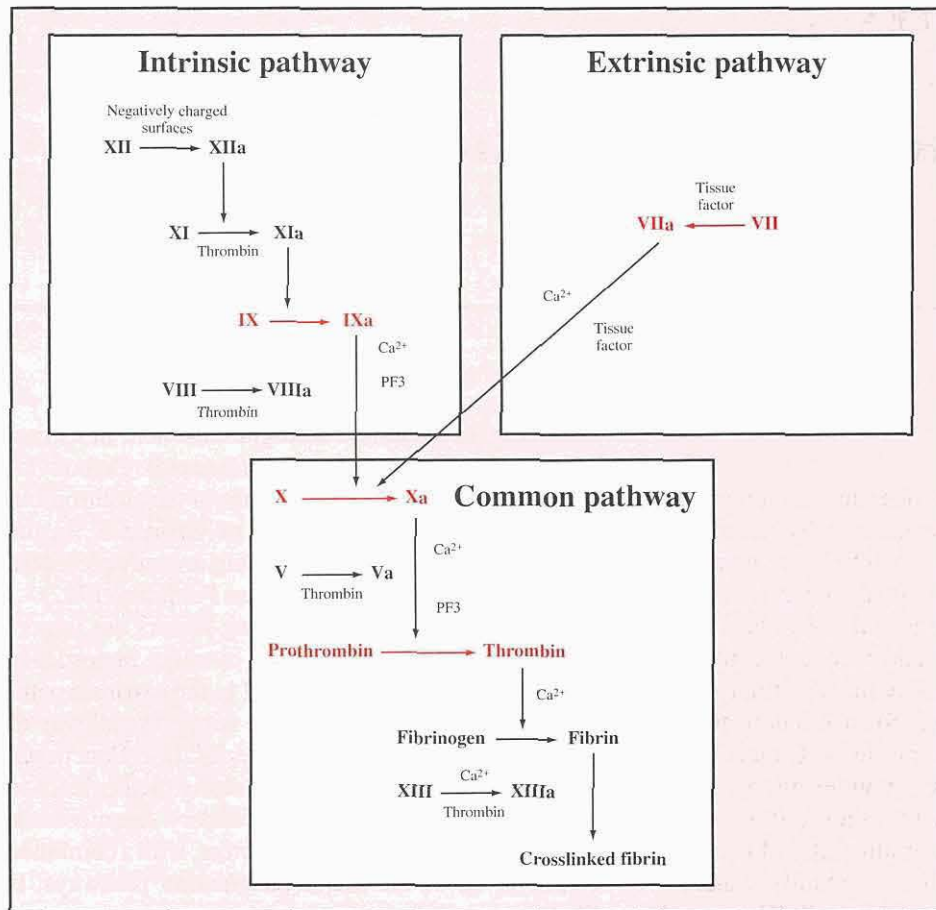 Intrinsic pathway
Negatively charged
surfaces
XII XIIa
XI XIa
Thrombin
IX IXa
Ca²⁺
PF3
VIII VIIIa
Thrombin
Extrinsic pathway
Tissue
factor
VIIa VII
Ca²⁺
Tissue
factor
Common pathway
X Xa
Ca²⁺
V Va
Thrombin
PF3
Prothrombin Thrombin
Ca²⁺
Fibrinogen Fibrin
Ca²⁺
XIII XIIIa
Thrombin
Crosslinked fibrin